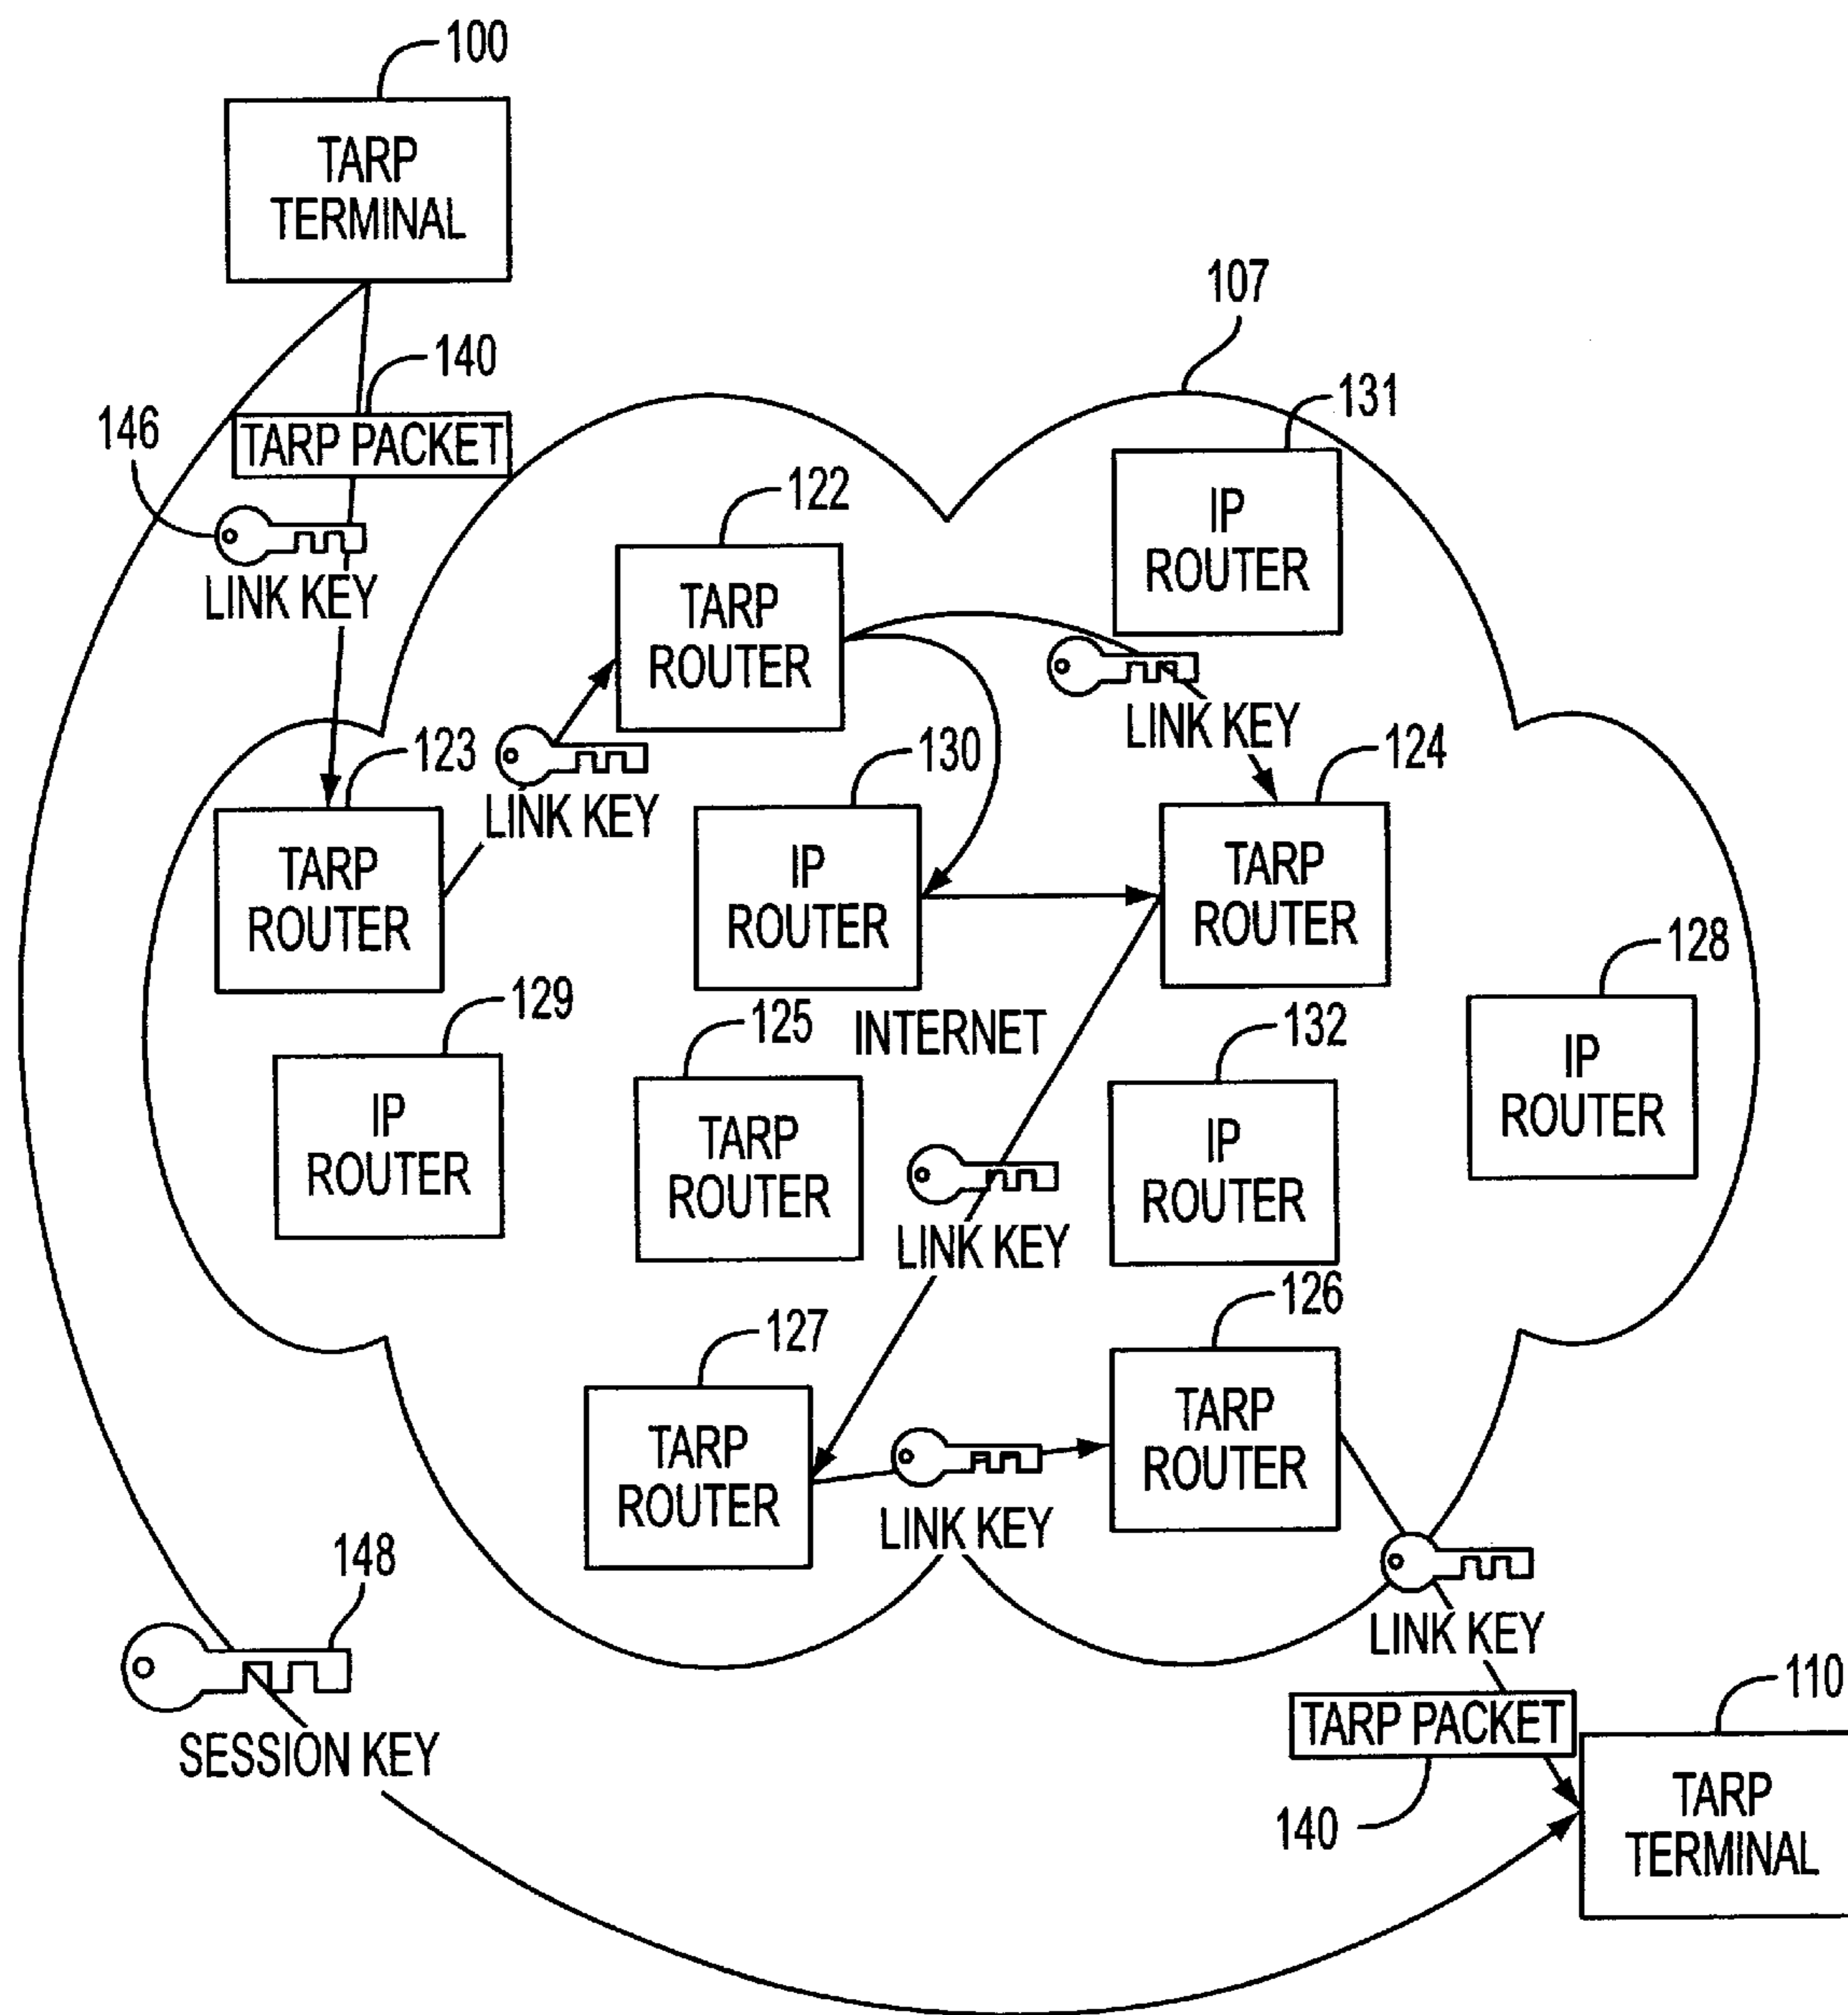 100
TARP
TERMINAL
107
140
131
146
TARP PACKET
122
IP
ROUTER
LINK KEY
TARP
ROUTER
LINK KEY
123
130
124
LINK KEY
TARP
ROUTER
IP
ROUTER
TARP
ROUTER
128
129
125
INTERNET
132
IP
ROUTER
IP
ROUTER
TARP
ROUTER
IP
ROUTER
LINK KEY
127
126
TARP
ROUTER
TARP
ROUTER
LINK KEY
148
LINK KEY
110
SESSION KEY
TARP PACKET
140
TARP
TERMINAL